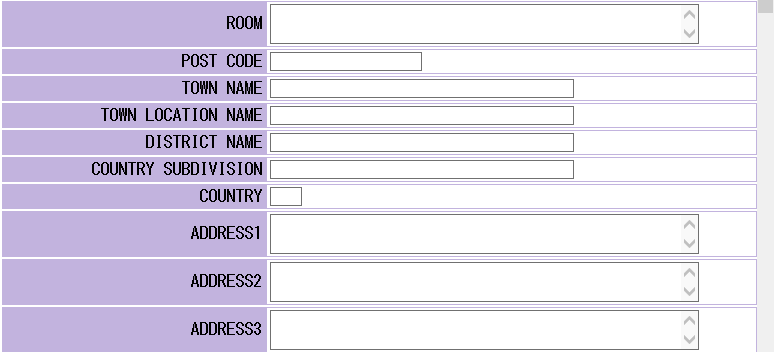 ROOM
POST CODE
TOWN NAME
TOWN LOCATION NAME
DISTRICT NAME
COUNTRY SUBDIVISION
COUNTRY
ADDRESS1
ADDRESS2
ADDRESS3